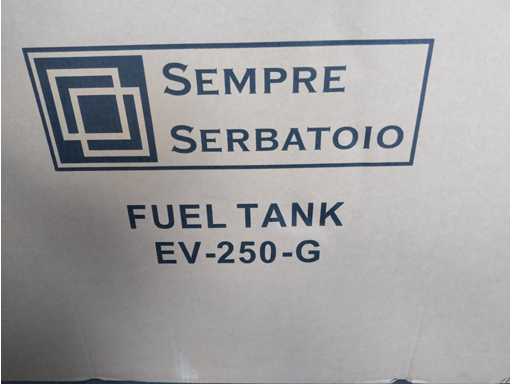 SEMPRE
SERBATOIO
FUEL TANK
EV-250-G